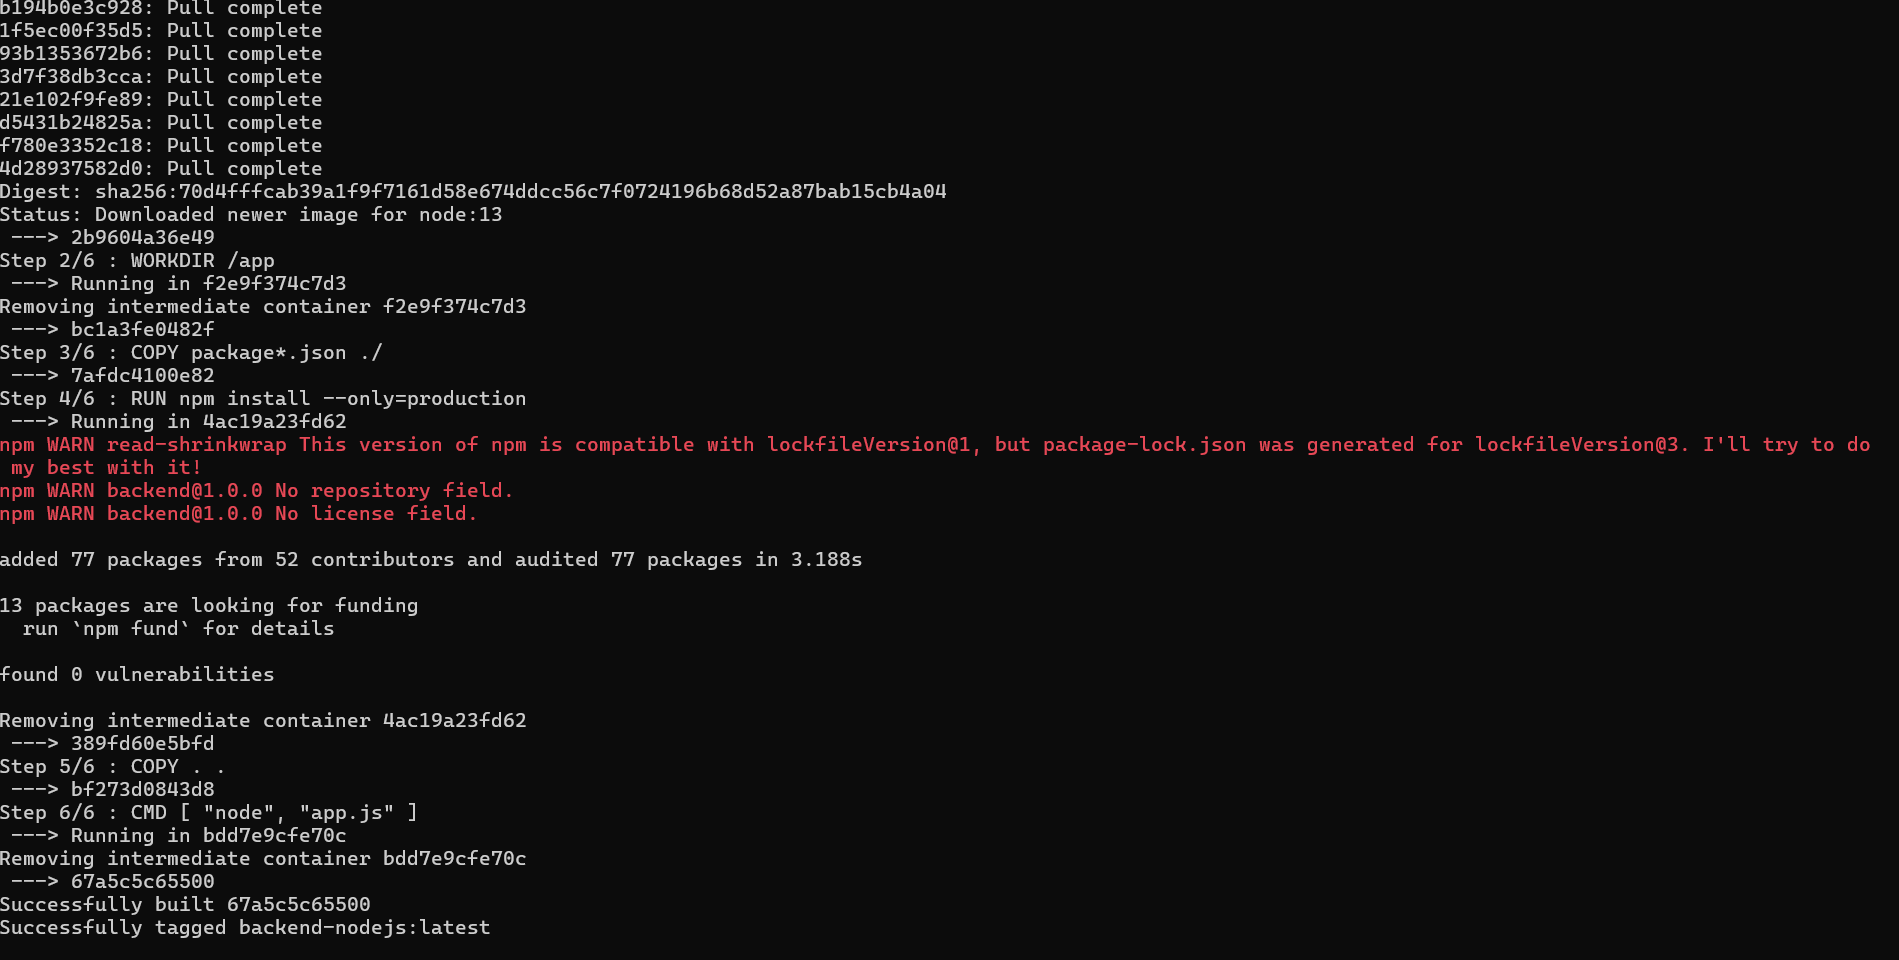 b194b0e3c928: Pull complete
1f5ec00f35d5: Pull complete
93b1353672b6: Pull complete
3d7f38db3cca: Pull complete
21e102f9fe89: Pull complete
d5431b24825a: Pull complete
f780e3352c18: Pull complete
4d28937582d0: Pull complete
Digest: sha256:70d4fffcab39a1f9f7161d58e674ddcc56c7f0724196b68d52a87bab15cb4a04
Status: Downloaded newer image for node:13
 ---> 2b9604a36e49
Step 2/6 : WORKDIR /app
 ---> Running in f2e9f374c7d3
Removing intermediate container f2e9f374c7d3
 ---> bc1a3fe0482f
Step 3/6 : COPY package*.json ./
 ---> 7afdc4100e82
Step 4/6 : RUN npm install --only=production
 ---> Running in 4ac19a23fd62
npm WARN read-shrinkwrap This version of npm is compatible with lockfileVersion@1, but package-lock.json was generated for lockfileVersion@3. I'll try to do
 my best with it!
npm WARN backend@1.0.0 No repository field.
npm WARN backend@1.0.0 No license field.

added 77 packages from 52 contributors and audited 77 packages in 3.188s

13 packages are looking for funding
  run `npm fund` for details

found 0 vulnerabilities

Removing intermediate container 4ac19a23fd62
 ---> 389fd60e5bfd
Step 5/6 : COPY . .
 ---> bf273d0843d8
Step 6/6 : CMD [ "node", "app.js" ]
 ---> Running in bdd7e9cfe70c
Removing intermediate container bdd7e9cfe70c
 ---> 67a5c5c65500
Successfully built 67a5c5c65500
Successfully tagged backend-nodejs:latest